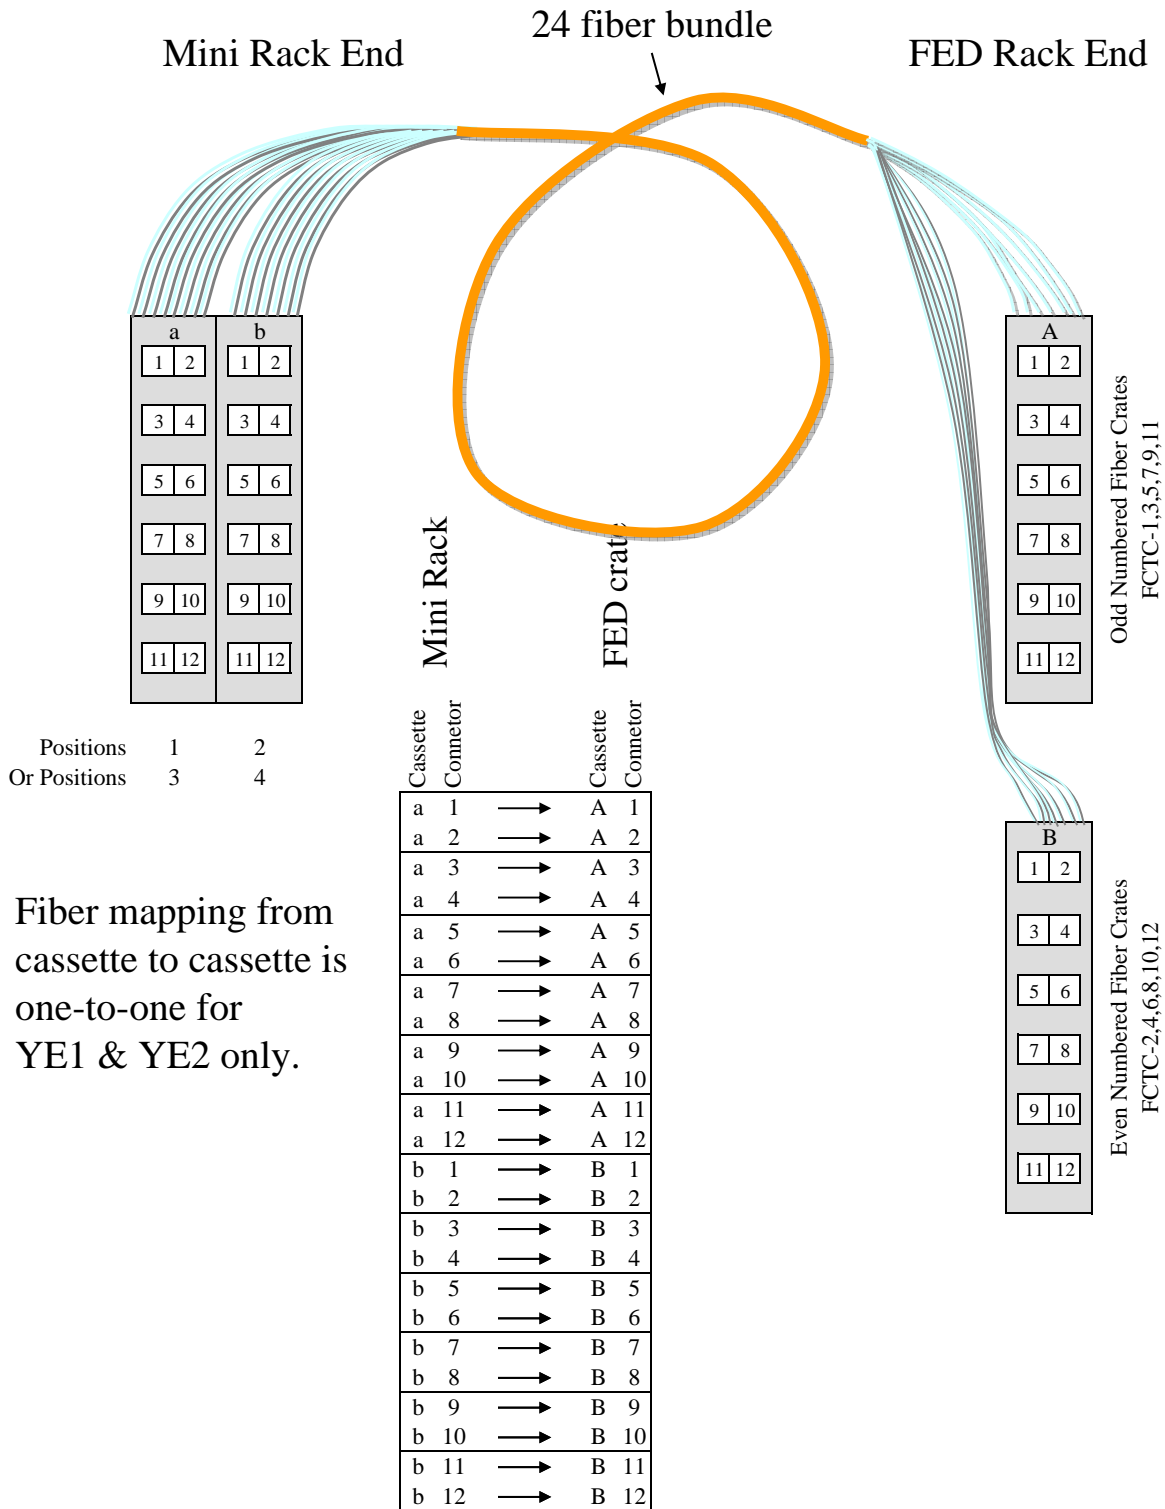 24 fiber bundle
Mini Rack End
FED Rack End
a b
1 2 1 2
3 4 3 4
5 6 5 6
7 8 7 8
9 10 9 10
11 12 11 12
Positions 1 2
Or Positions 3 4
A
1 2
3 4
5 6
7 8
9 10
11 12
Odd Numbered Fiber Crates
FCTC-1,3,5,7,9,11
B
1 2
3 4
5 6
7 8
9 10
11 12
Even Numbered Fiber Crates
FCTC-2,4,6,8,10,12
Fiber mapping from
cassette to cassette is
one-to-one for
YE1 & YE2 only.
Mini Rack
FED crate
Cassette
Connetor
Cassette
Connetor
a 1 A 1
a 2 A 2
a 3 A 3
a 4 A 4
a 5 A 5
a 6 A 6
a 7 A 7
a 8 A 8
a 9 A 9
a 10 A 10
a 11 A 11
a 12 A 12
b 1 B 1
b 2 B 2
b 3 B 3
b 4 B 4
b 5 B 5
b 6 B 6
b 7 B 7
b 8 B 8
b 9 B 9
b 10 B 10
b 11 B 11
b 12 B 12